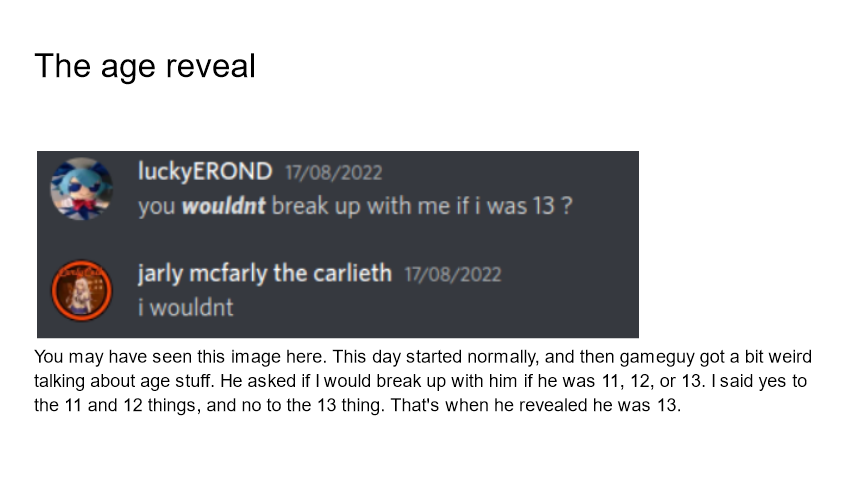 The age reveal
luckyEROND 17/08/2022
you wouldnt break up with me if i was 13 ?
jarly mcfarly the carlieth 17/08/2022
i wouldnt
You may have seen this image here. This day started normally, and then gameguy got a bit weird
talking about age stuff. He asked if I would break up with him if he was 11, 12, or 13. I said yes to
the 11 and 12 things, and no to the 13 thing. That's when he revealed he was 13.